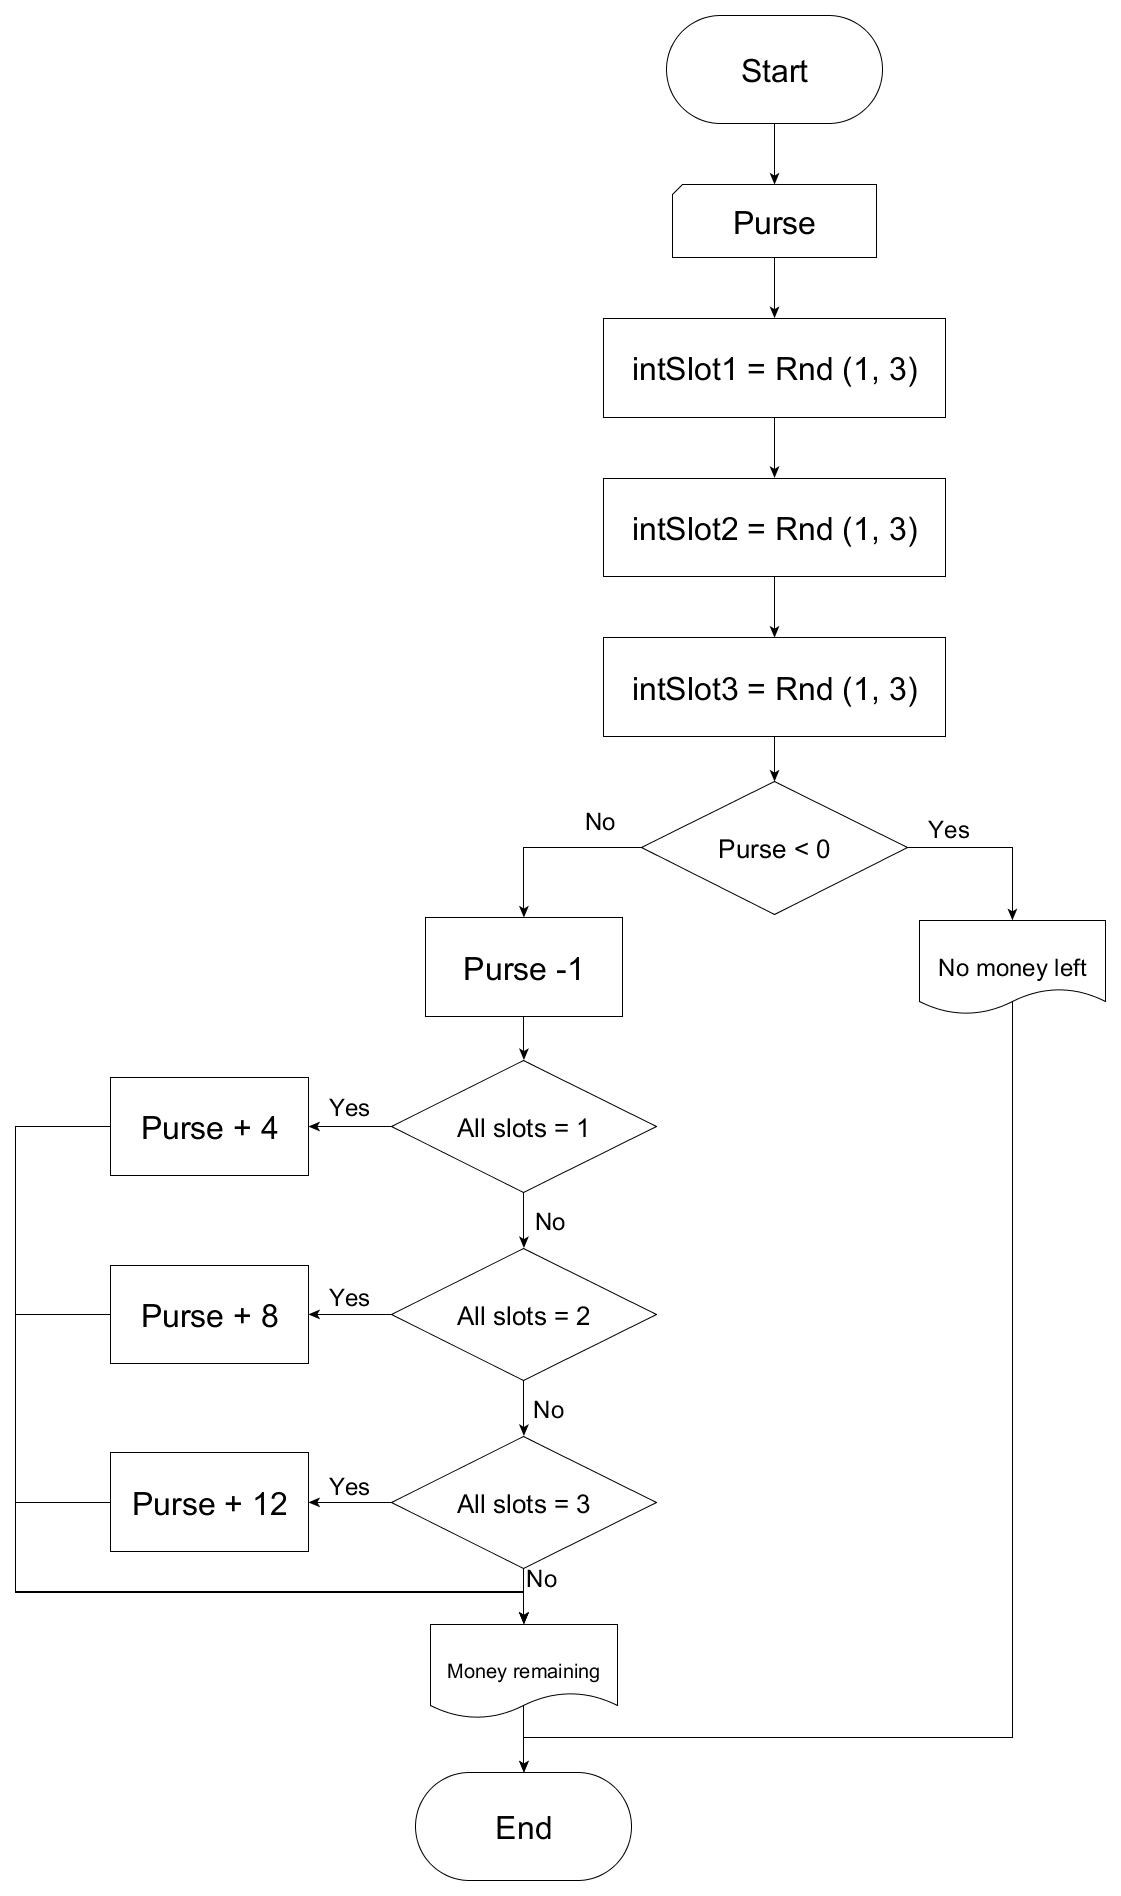 Start
Purse
intSlot1 = Rnd (1, 3)
intSlot2 = Rnd (1, 3)
intSlot3 = Rnd (1, 3)
Purse < 0
No
Yes
Purse -1
No money left
All slots = 1
Yes
Purse + 4
No
All slots = 2
Yes
Purse + 8
No
All slots = 3
Yes
Purse + 12
No
Money remaining
End